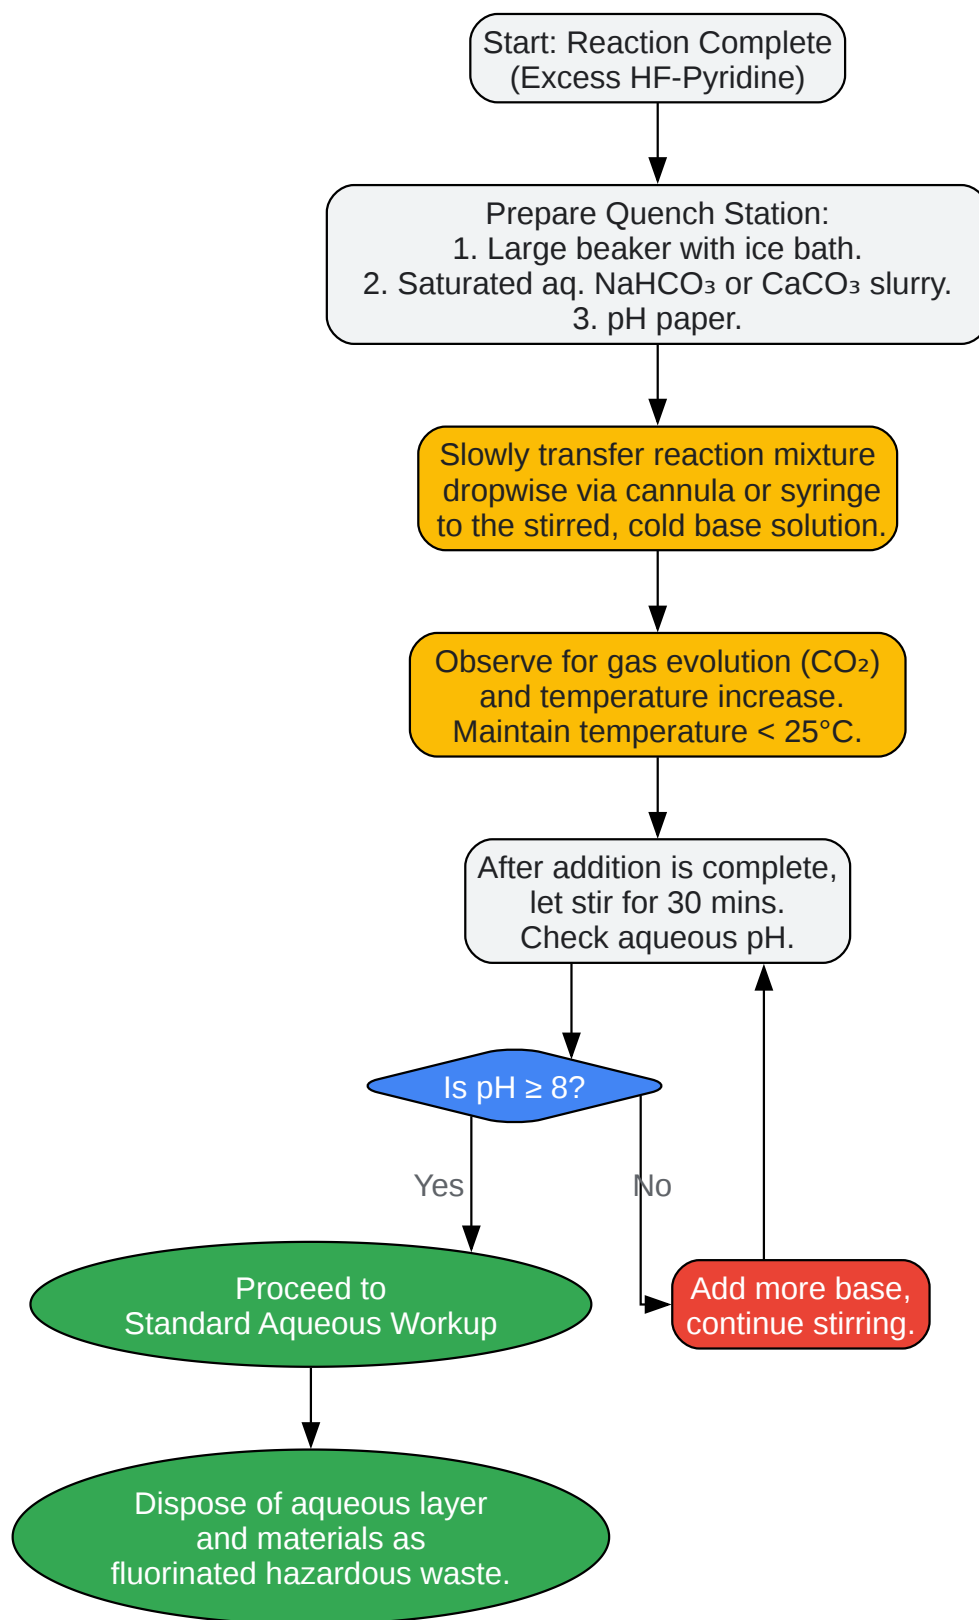 Start: Reaction Complete
(Excess HF-Pyridine)
Prepare Quench Station:
1. Large beaker with ice bath.
2. Saturated aq. NaHCO₃ or CaCO₃ slurry.
3. pH paper.
Slowly transfer reaction mixture
dropwise via cannula or syringe
to the stirred, cold base solution.
Observe for gas evolution (CO₂)
and temperature increase.
Maintain temperature < 25°C.
After addition is complete,
let stir for 30 mins.
Check aqueous pH.
Is pH ≥ 8?
Yes
No
Proceed to
Standard Aqueous Workup
Add more base,
continue stirring.
Dispose of aqueous layer
and materials as
fluorinated hazardous waste.